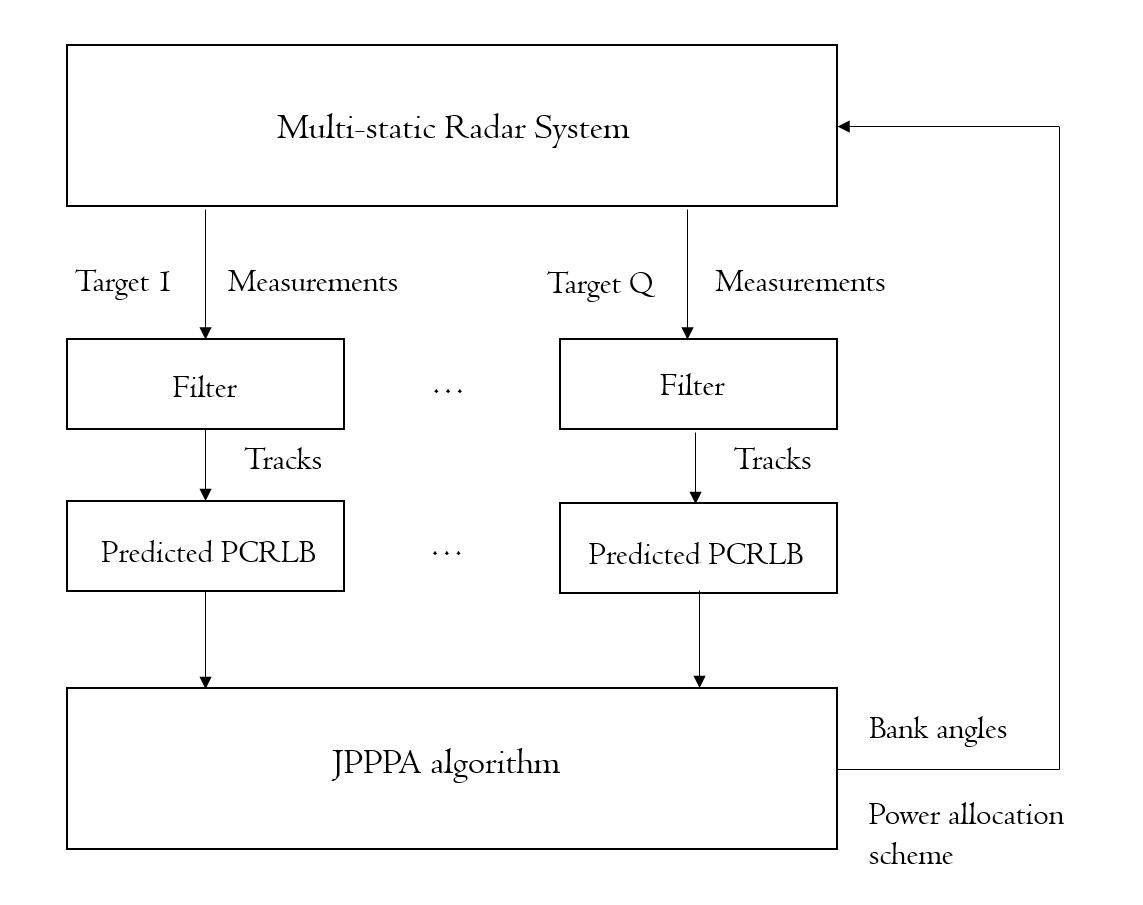 Multi-static Radar System
Target 1 Measurements Target Q Measurements
Filter ... Filter
Tracks Tracks
Predicted PCRLB ... Predicted PCRLB
JPPPA algorithm
Bank angles
Power allocation
scheme